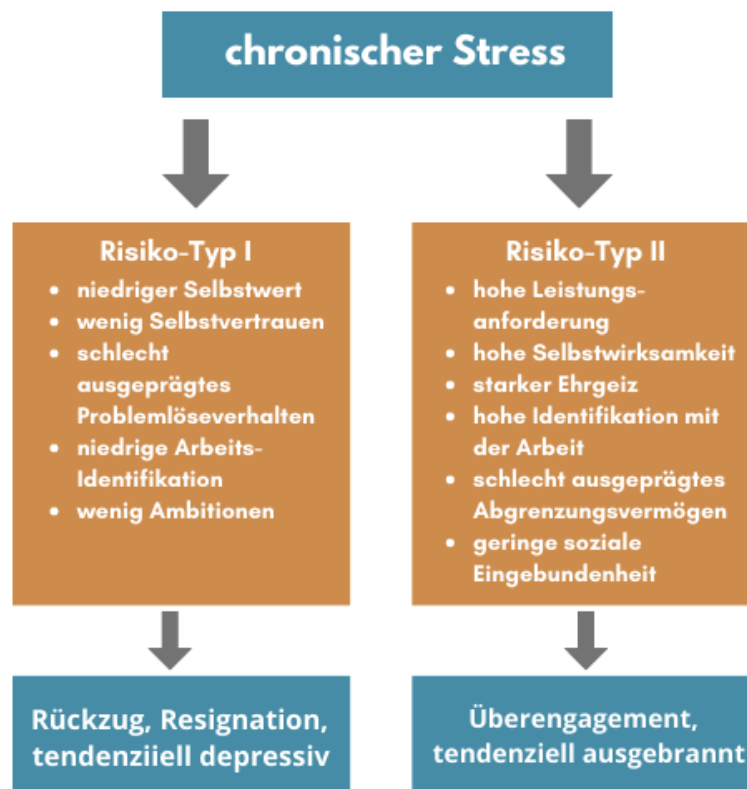 chronischer Stress
Risiko-Typ I
• niedriger Selbstwert
• wenig Selbstvertrauen
• schlecht
ausgeprägtes
Problemlöseverhalten
• niedrige Arbeits-
Identifikation
• wenig Ambitionen
Risiko-Typ II
• hohe Leistungs-
anforderung
• hohe Selbstwirksamkeit
• starker Ehrgeiz
• hohe Identifikation mit
der Arbeit
• schlecht ausgeprägtes
Abgrenzungsvermögen
• geringe soziale
Eingebundenheit
Rückzug, Resignation,
tendenziiell depressiv
Überengagement,
tendenziell ausgebrannt